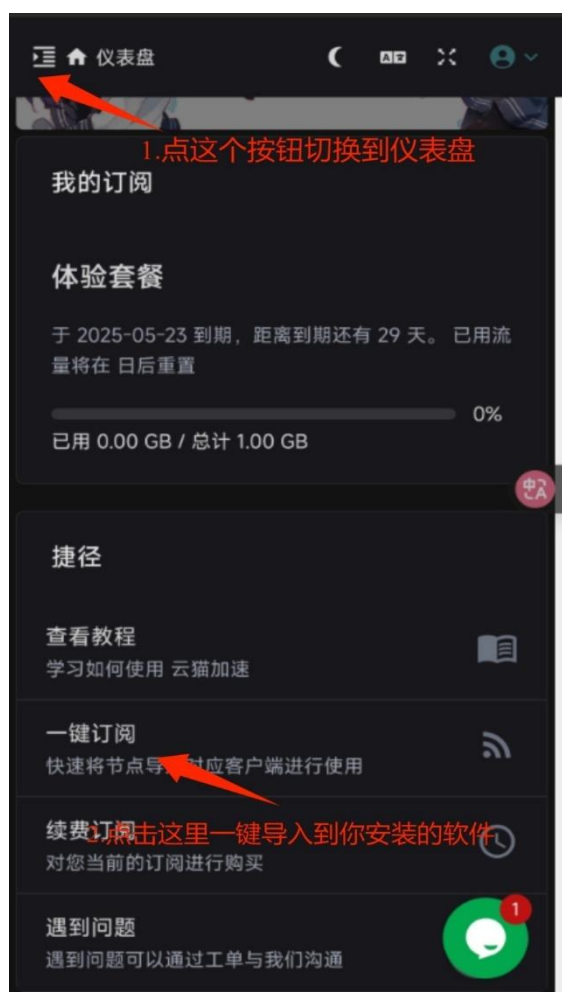 仪表盘
1.点这个按钮切换到仪表盘
我的订阅
体验套餐
于 2025-05-23 到期，距离到期还有 29 天。 已用流
量将在 日后重置
0%
已用 0.00 GB / 总计 1.00 GB
中A
捷径
查看教程
学习如何使用 云猫加速
一键订阅
快速将节点导 对应客户端进行使用
续费订阅
2.点击这里一键导入到你安装的软件
对您当前的订阅进行购买
1
遇到问题
遇到问题可以通过工单与我们沟通